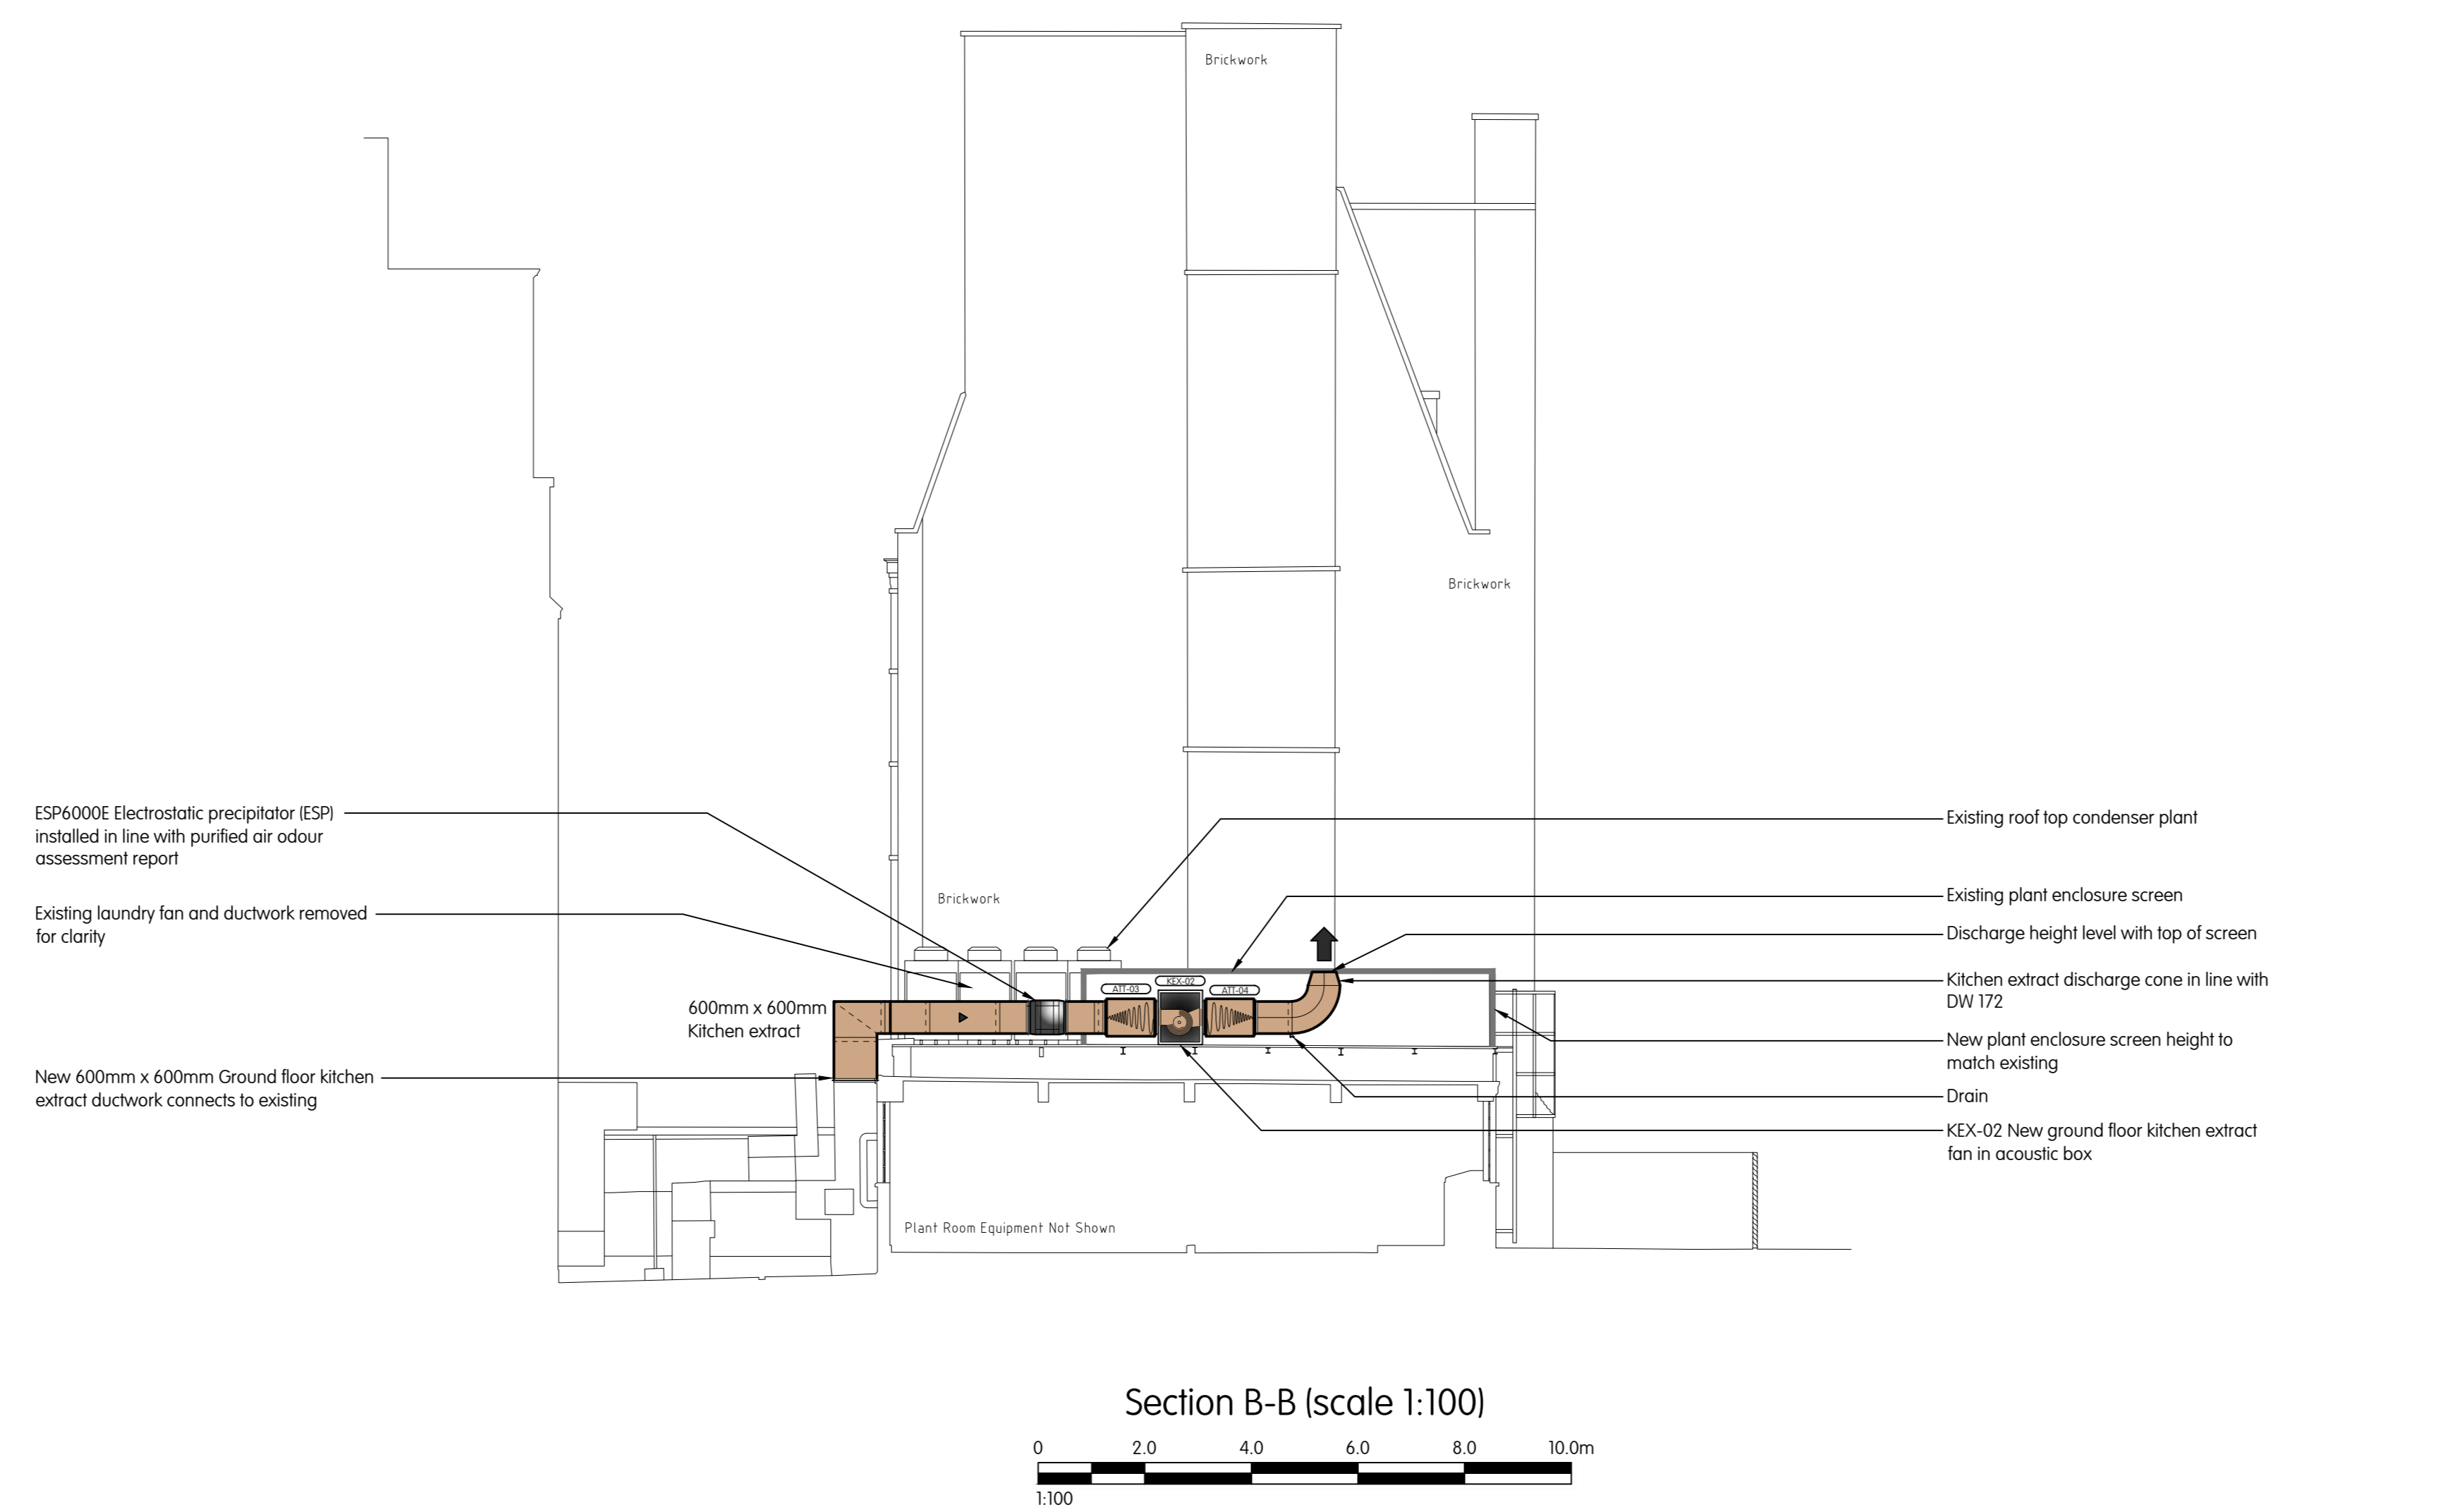 Brickwork
Brickwork
ESP6000E Electrostatic precipitator (ESP)
installed in line with purified air odour
assessment report
Existing laundry fan and ductwork removed
for clarity
Brickwork
600mm x 600mm
Kitchen extract
New 600mm x 600mm Ground floor kitchen
extract ductwork connects to existing
ATT-03
KEX-02
ATT-04
Existing roof top condenser plant
Existing plant enclosure screen
Discharge height level with top of screen
Kitchen extract discharge cone in line with
DW 172
New plant enclosure screen height to
match existing
Drain
KEX-02 New ground floor kitchen extract
fan in acoustic box
Plant Room Equipment Not Shown
Section B-B (scale 1:100)
0 2.0 4.0 6.0 8.0 10.0m
1:100